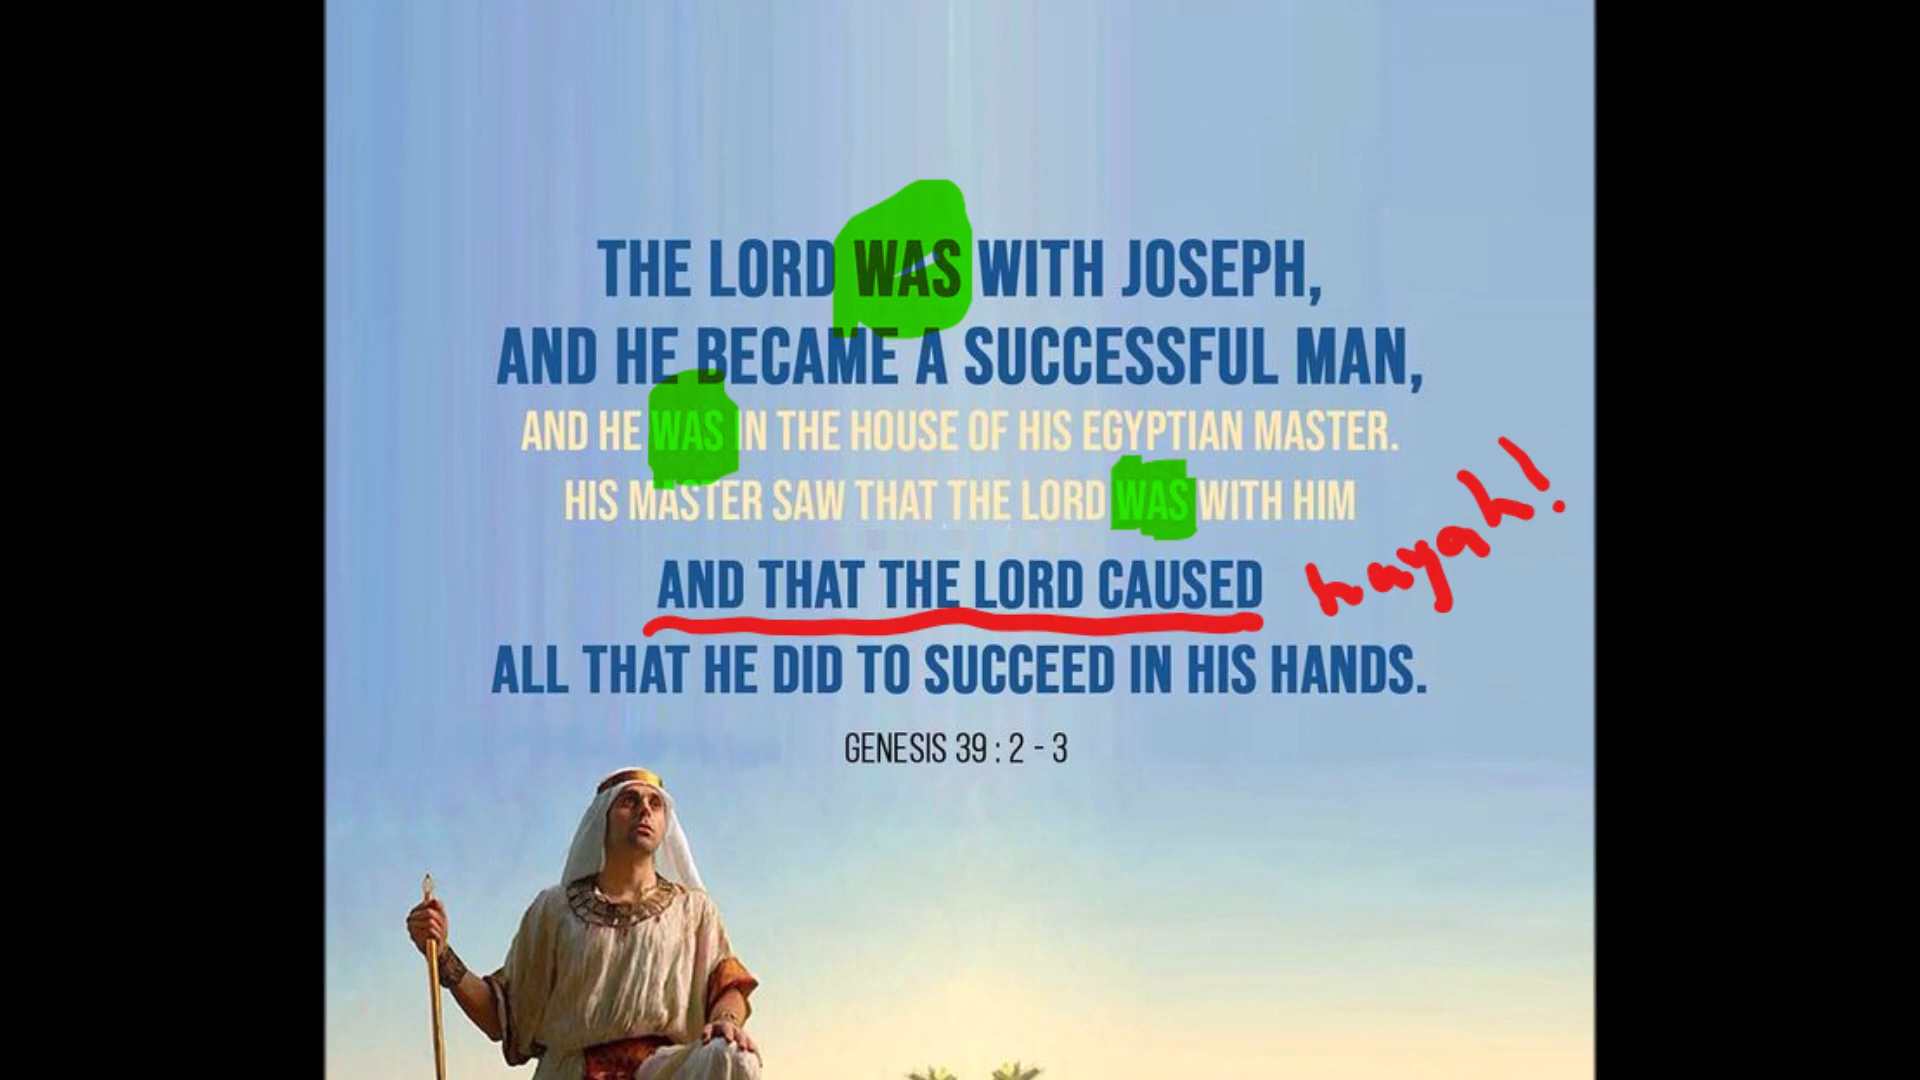 THE LORD WAS WITH JOSEPH,
AND HE BECAME A SUCCESSFUL MAN,
AND HE WAS IN THE HOUSE OF HIS EGYPTIAN MASTER.
HIS MASTER SAW THAT THE LORD WAS WITH HIM
AND THAT THE LORD CAUSED
hayah!
ALL THAT HE DID TO SUCCEED IN HIS HANDS.
GENESIS 39 : 2 - 3